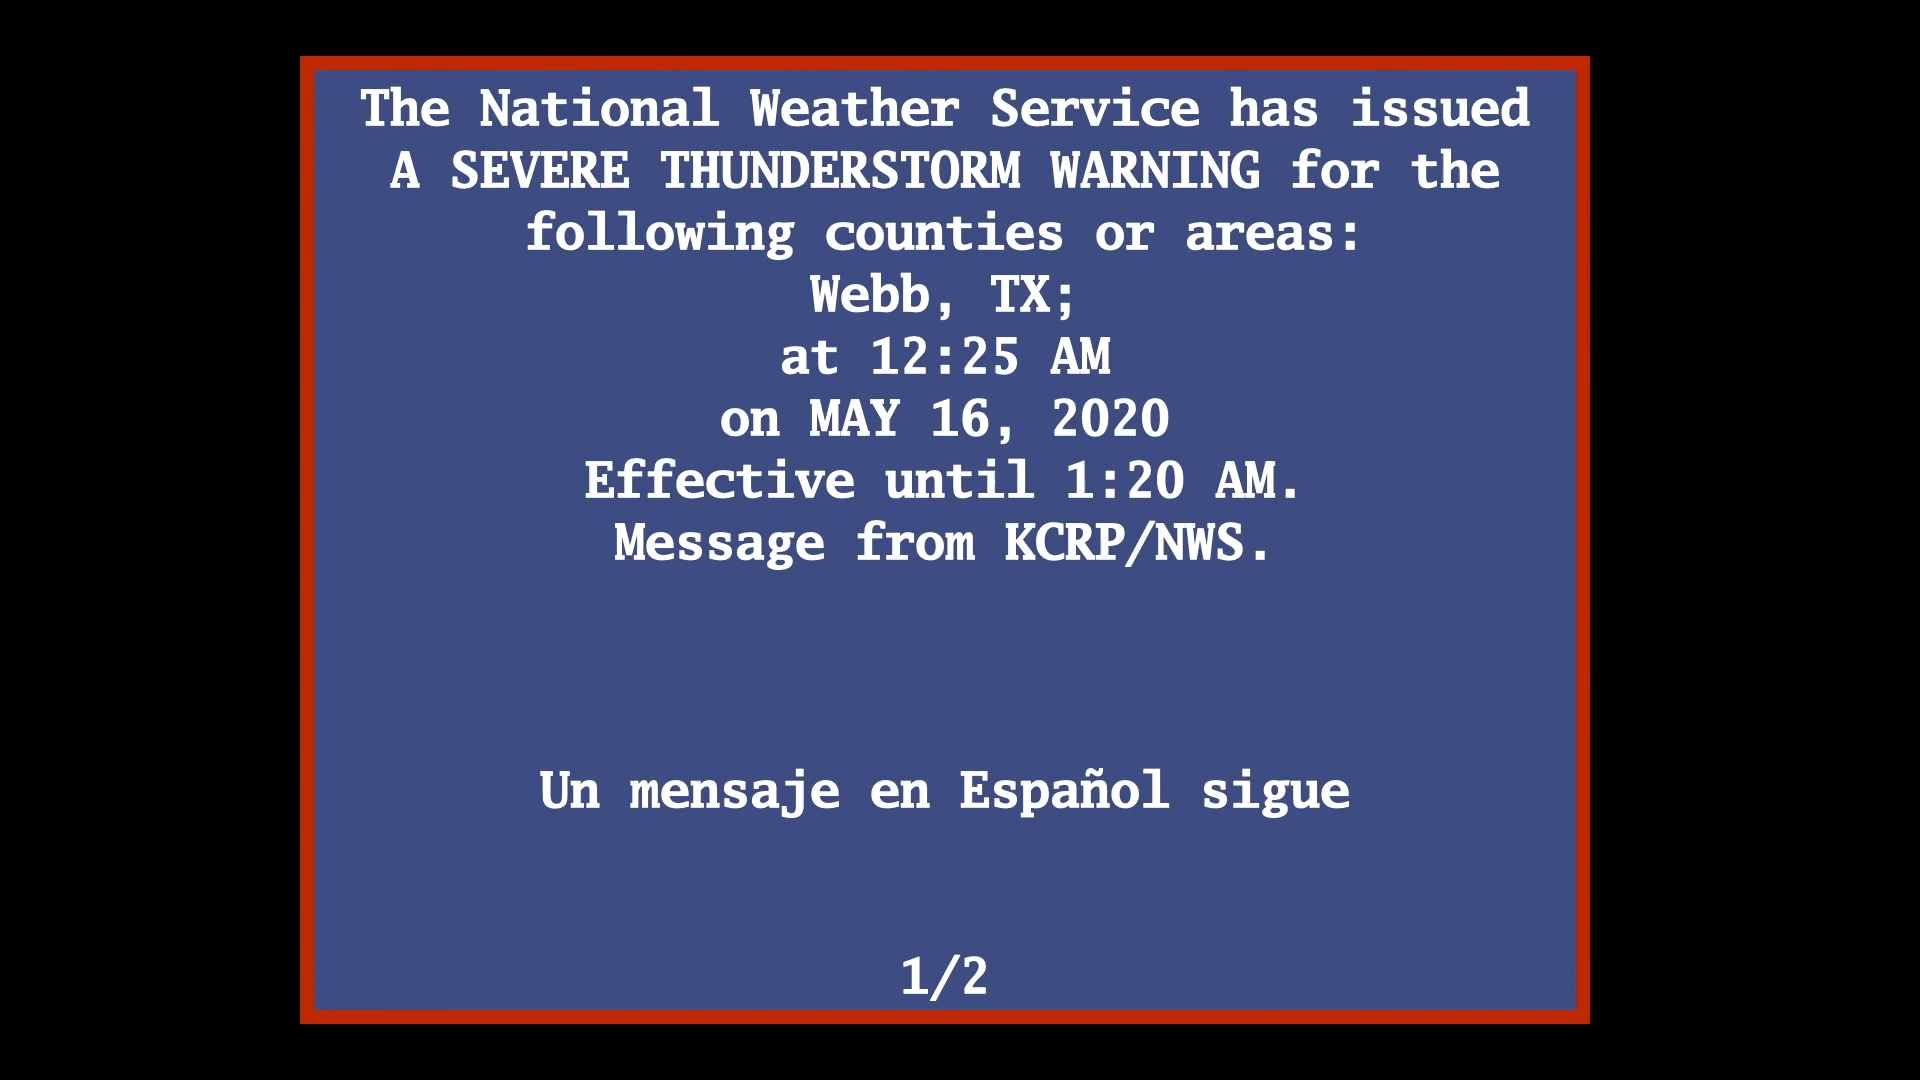 The National Weather Service has issued
A SEVERE THUNDERSTORM WARNING for the
following counties or areas:
Webb, TX;
at 12:25 AM
on MAY 16, 2020
Effective until 1:20 AM.
Message from KCRP/NWS.
Un mensaje en Español sigue
1/2